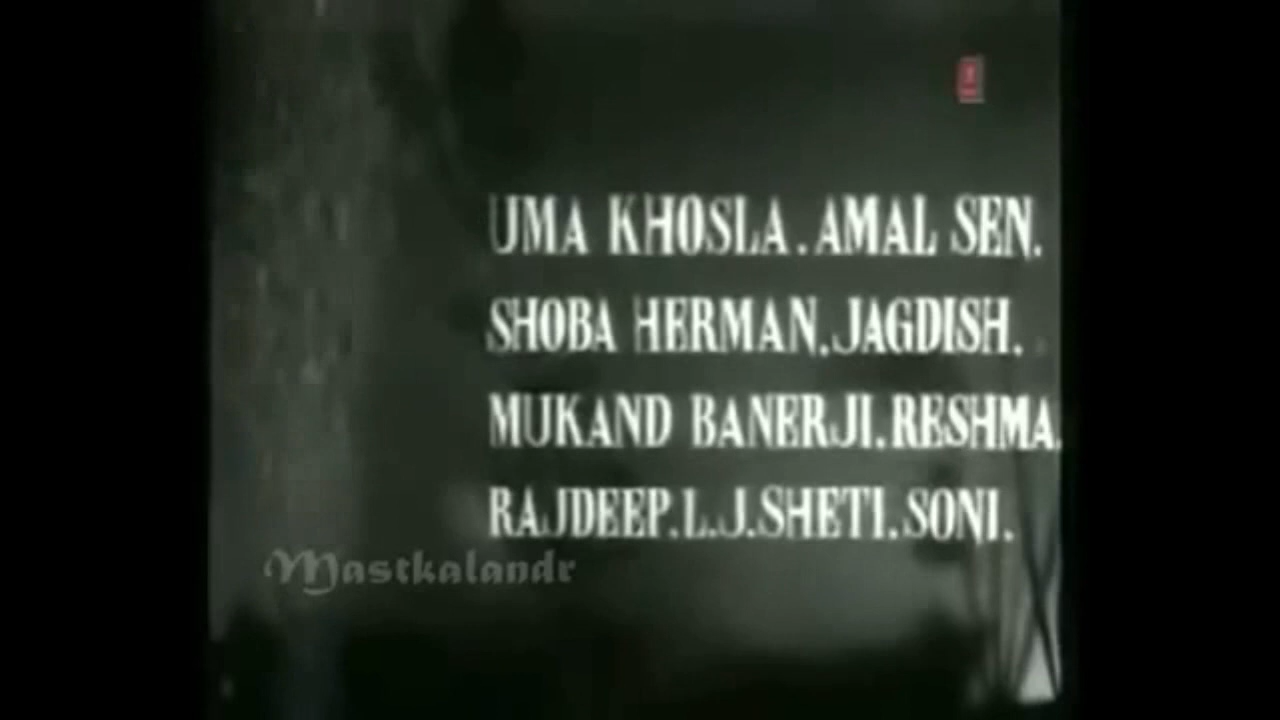 UMA KHOSLA. AMAL SEN.
SHOBA HERMAN. JAGDISH.
MUKAND BANERJI. RESHMA.
RAJDEEP. L. J. SHETI. SONI.
Mastkalandr